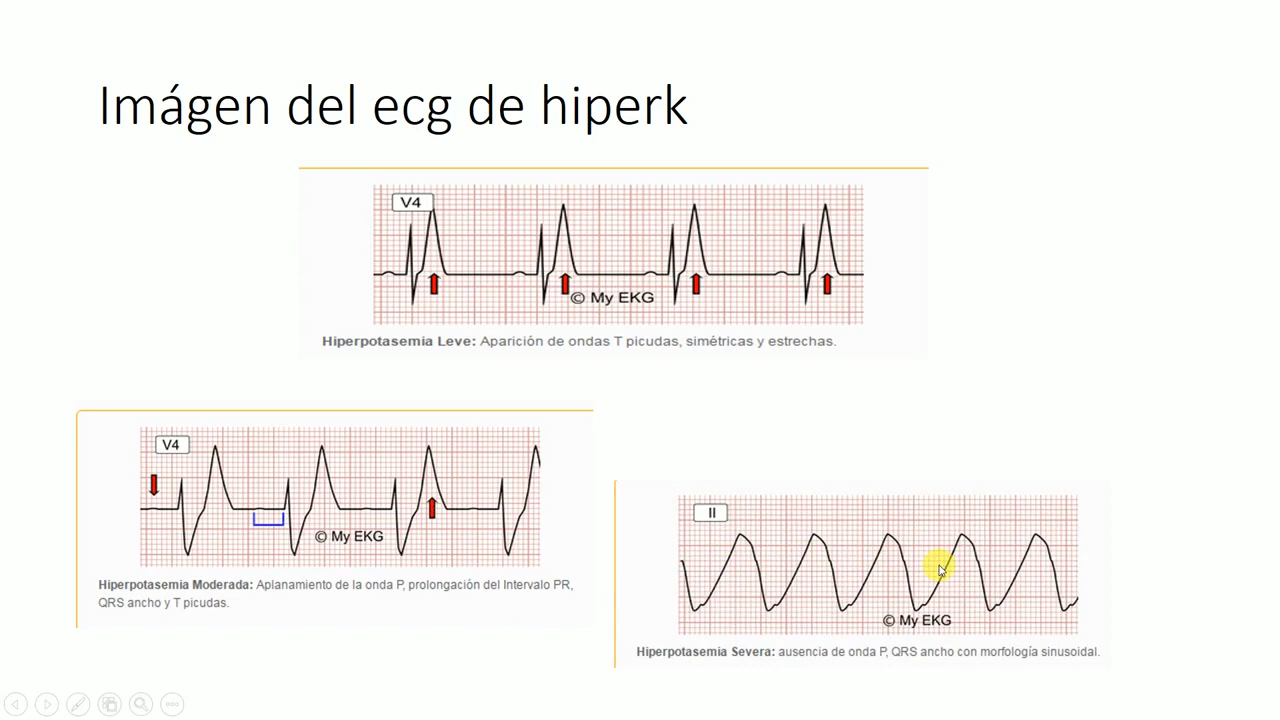 Imágen del ecg de hiperk
V4
© My EKG
Hiperpotasemia Leve: Aparición de ondas T picudas, simétricas y estrechas.
V4
© My EKG
Hiperpotasemia Moderada: Aplanamiento de la onda P, prolongación del Intervalo PR,
QRS ancho y T picudas.
II
© My EKG
Hiperpotasemia Severa: ausencia de onda P, QRS ancho con morfología sinusoidal.